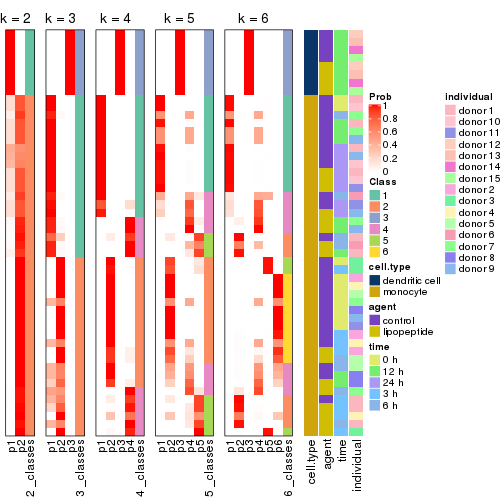 k = 2
k = 3
k = 4
k = 5
k = 6
p1
p2
2_classes
p1
p2
p3
3_classes
p1
p2
p3
p4
4_classes
p1
p2
p3
p4
p5
5_classes
p1
p2
p3
p4
p5
p6
6_classes
cell.type
agent
time
individual
Prob
1
0.8
0.6
0.4
0.2
0
Class
1
2
3
4
5
6
cell.type
dendritic cell
monocyte
agent
control
lipopeptide
time
0 h
12 h
24 h
3 h
6 h
individual
donor 1
donor 10
donor 11
donor 12
donor 13
donor 14
donor 15
donor 2
donor 3
donor 4
donor 5
donor 6
donor 7
donor 8
donor 9